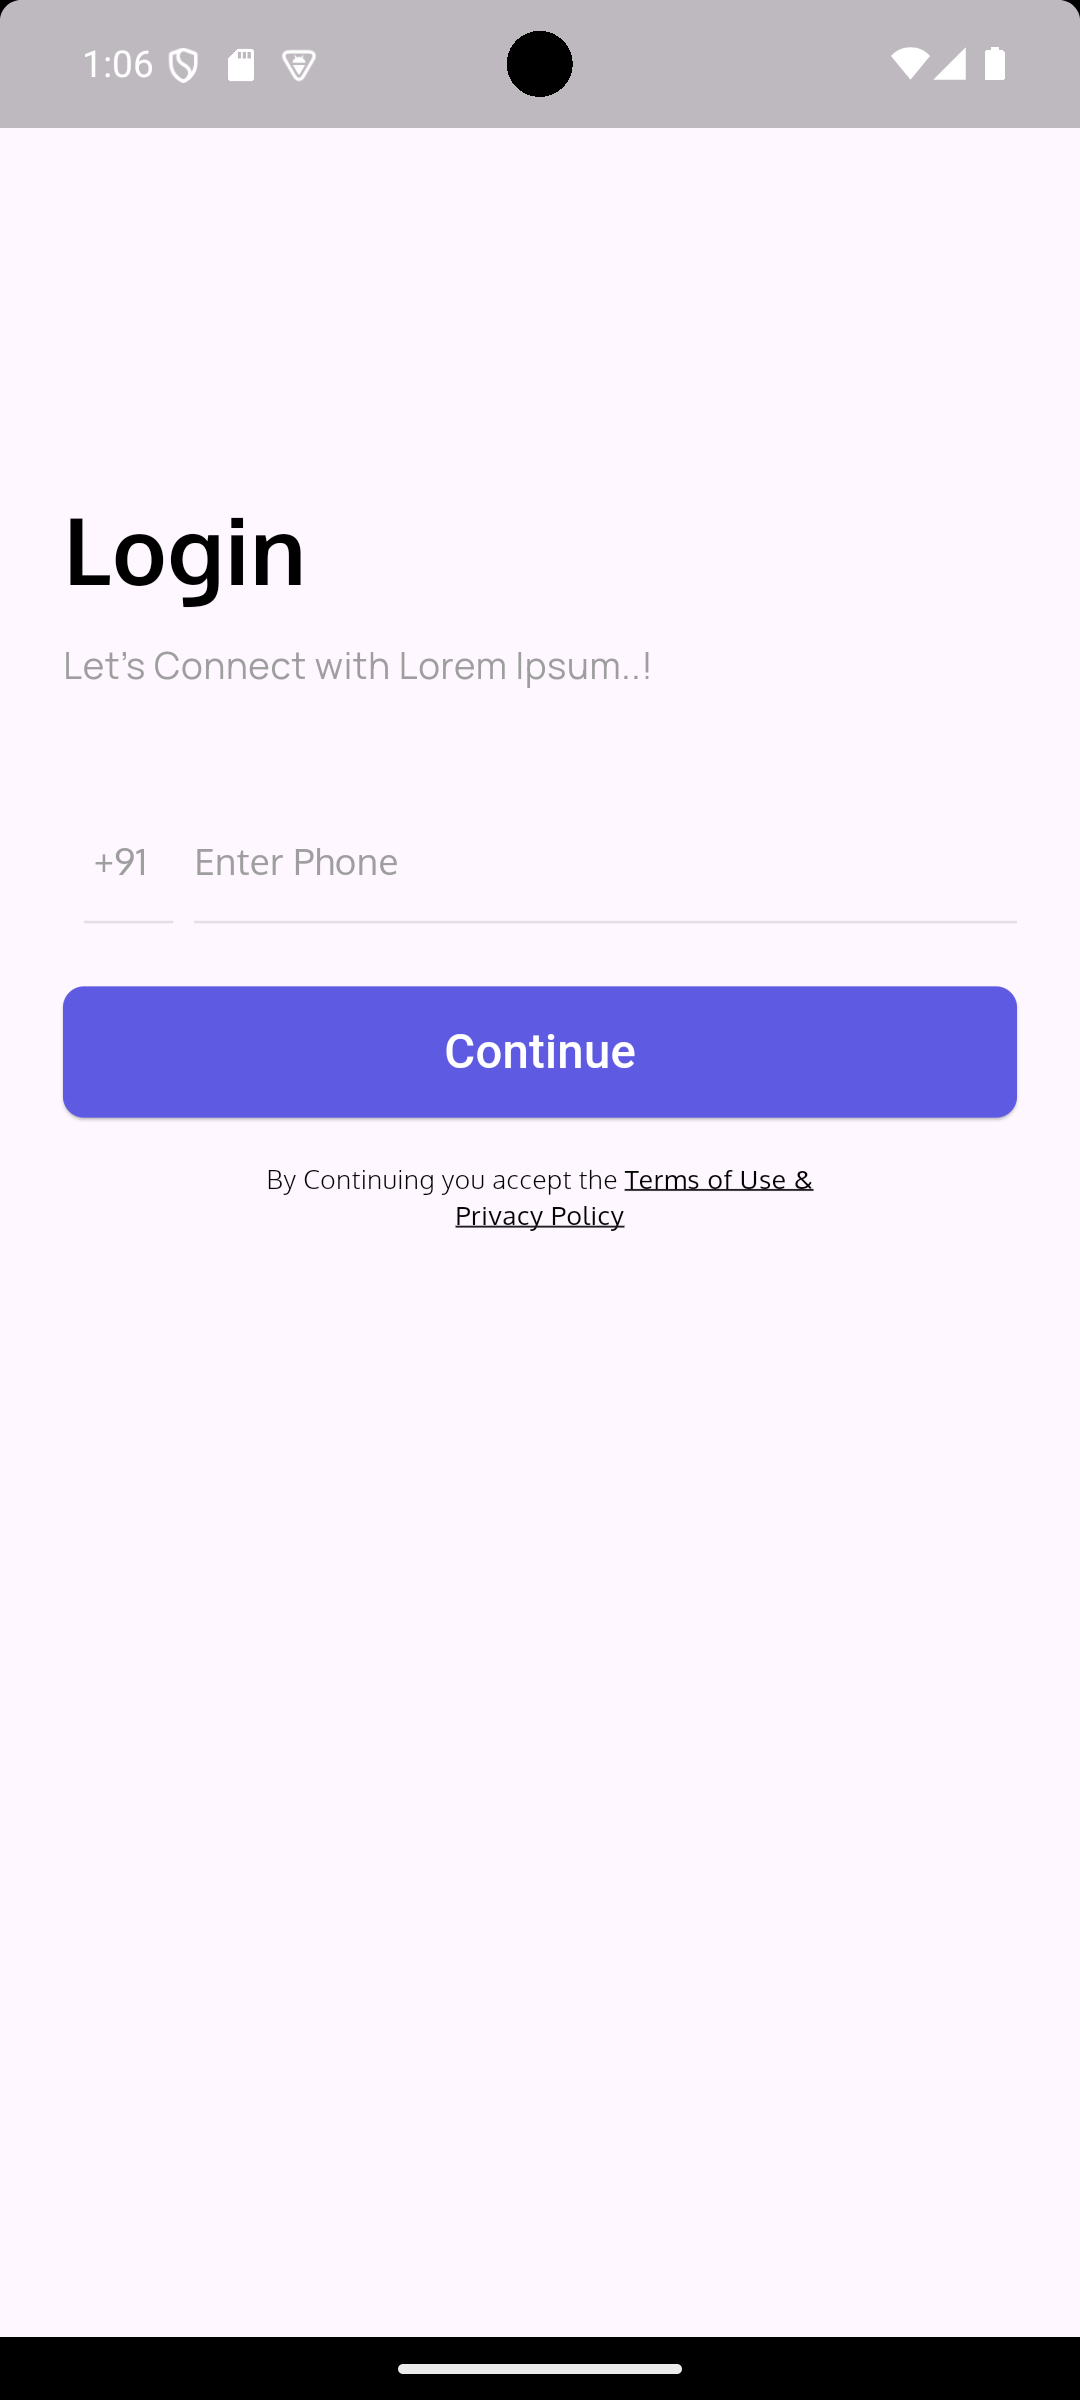 1:06
Login
Let's Connect with Lorem Ipsum..!
+91 Enter Phone
Continue
By Continuing you accept the Terms of Use &
Privacy Policy